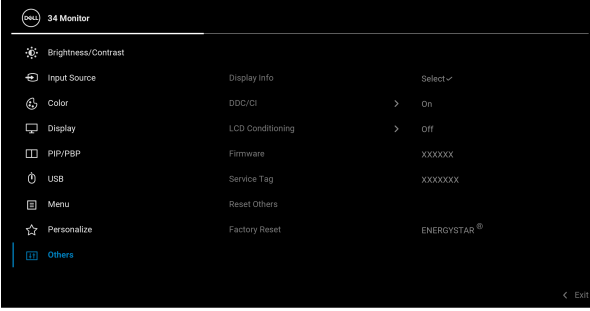 DELL 34 Monitor
Brightness/Contrast
Input Source Display Info Select✓
Color DDC/CI > On
Display LCD Conditioning > Off
PIP/PBP Firmware XXXXXX
USB Service Tag XXXXXXX
Menu Reset Others
Personalize Factory Reset ENERGYSTAR ®
Others
< Exit